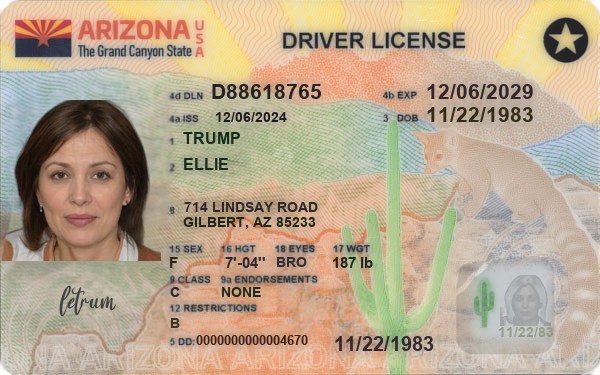 ARIZONA USA
The Grand Canyon State
DRIVER LICENSE
4d DLN D88618765
4b EXP 12/06/2029
4a ISS 12/06/2024
3 DOB 11/22/1983
1 TRUMP
2 ELLIE
8 714 LINDSAY ROAD
GILBERT, AZ 85233
15 SEX 16 HGT 18 EYES 17 WGT
F 7'-04" BRO 187 lb
9 CLASS 9a ENDORSEMENTS
C NONE
12 RESTRICTIONS
B
letrum
5 DD: 0000000000004670
11/22/1983
11/22/83
ARIZONA ARIZONA ARIZONA ARIZONA